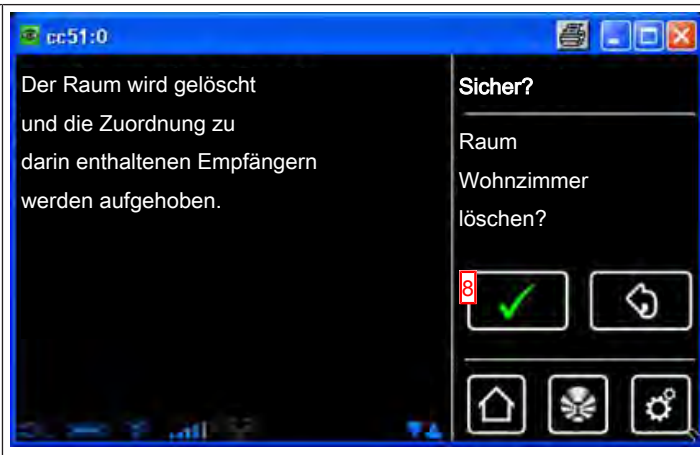 cc51:0
Der Raum wird gelöscht
und die Zuordnung zu
darin enthaltenen Empfängern
werden aufgehoben.
Sicher?
Raum
Wohnzimmer
löschen?
8